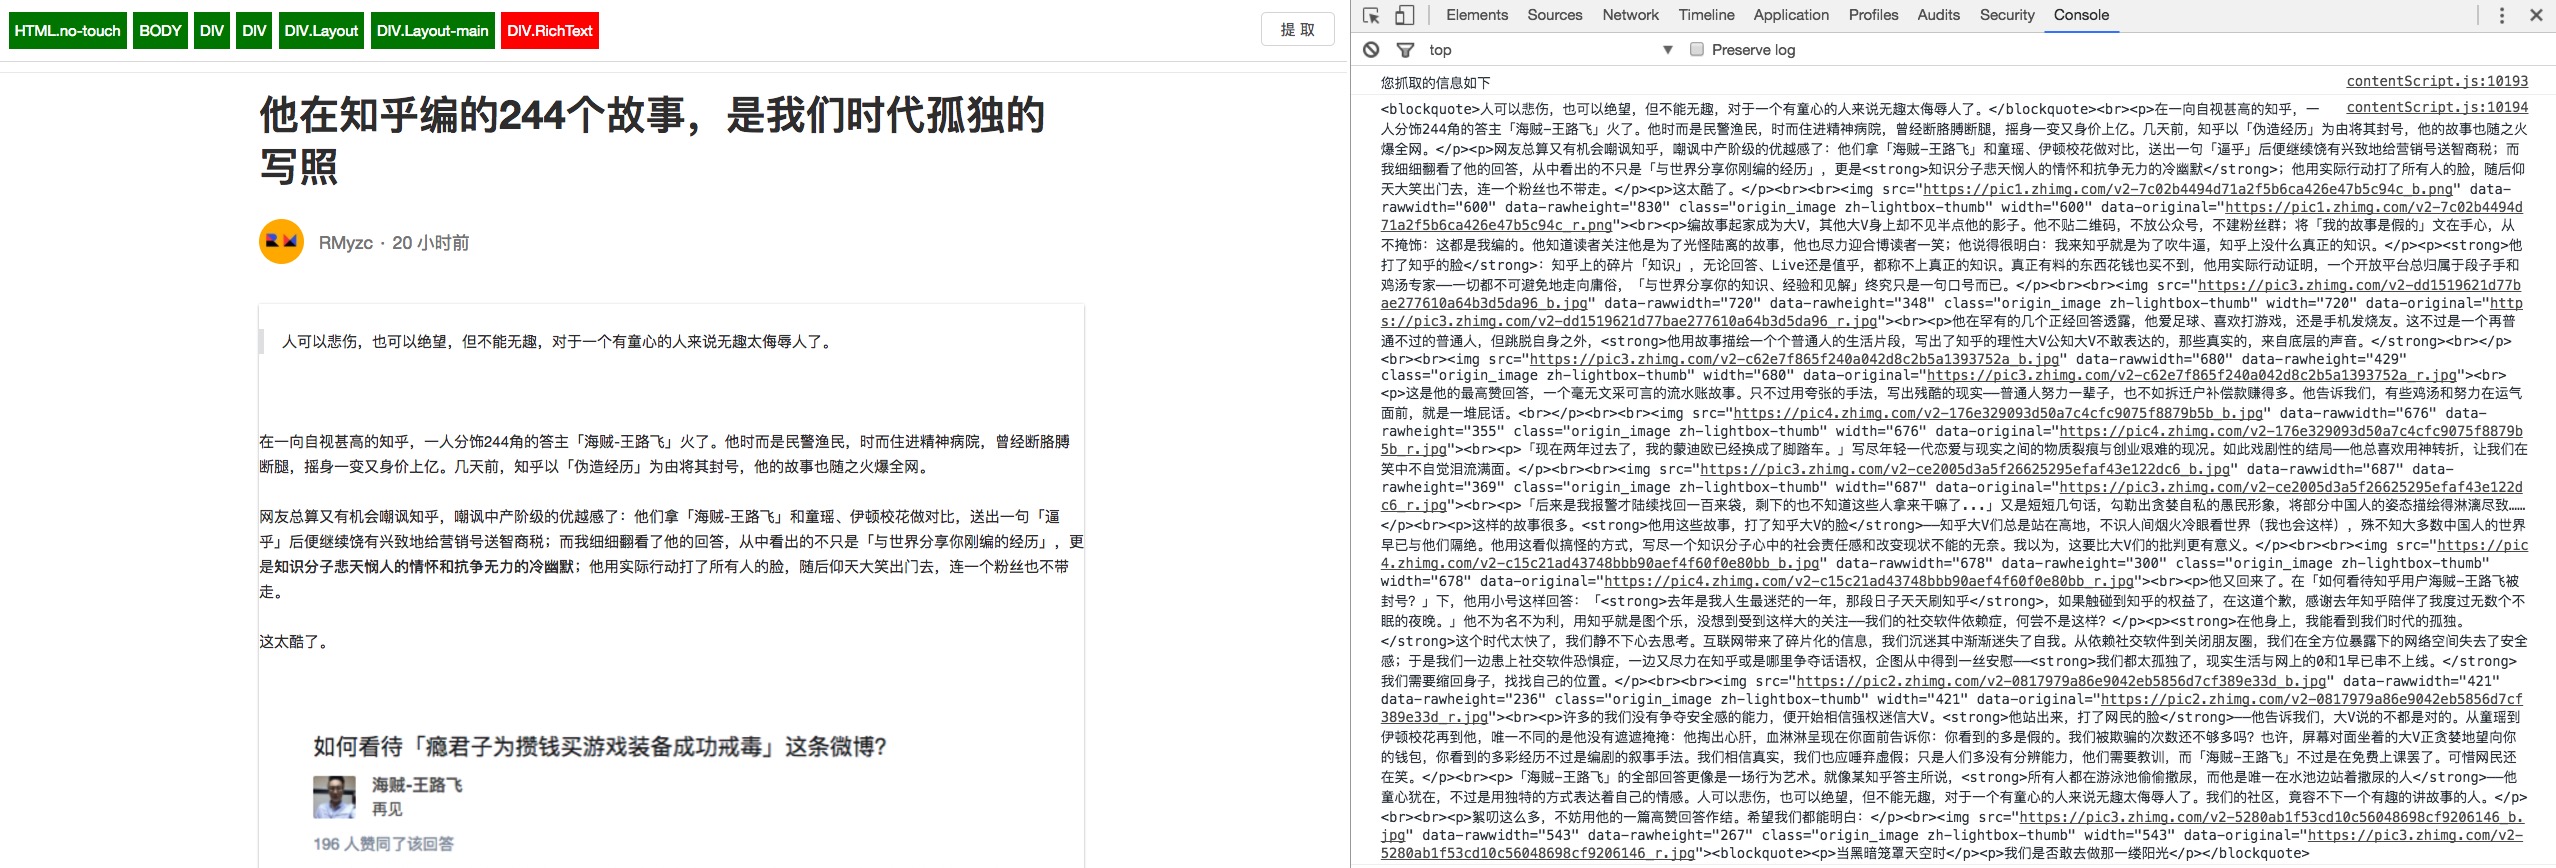 HTML.no-touch BODY DIV DIV DIV.Layout DIV.Layout-main DIV.RichText 提 取
他在知乎编的244个故事，是我们时代孤独的
写照
RMyzc · 20 小时前
人可以悲伤，也可以绝望，但不能无趣，对于一个有童心的人来说无趣太侮辱人了。
在一向自视甚高的知乎，一人分饰244角的答主「海贼-王路飞」火了。他时而是民警渔民，时而住进精神病院，曾经断胳膊
断腿，摇身一变又身价上亿。几天前，知乎以「伪造经历」为由将其封号，他的故事也随之火爆全网。
网友总算又有机会嘲讽知乎，嘲讽中产阶级的优越感了：他们拿「海贼-王路飞」和童瑶、伊顿校花做对比，送出一句「逼
乎」后便继续饶有兴致地给营销号送智商税；而我细细翻看了他的回答，从中看出的不只是「与世界分享你刚编的经历」，更
是知识分子悲天悯人的情怀和抗争无力的冷幽默；他用实际行动打了所有人的脸，随后仰天大笑出门去，连一个粉丝也不带
走。
这太酷了。
如何看待「瘾君子为攒钱买游戏装备成功戒毒」这条微博?
海贼-王路飞
再见
196 人赞同了该回答
Elements Sources Network Timeline Application Profiles Audits Security Console
top Preserve log
您抓取的信息如下 contentScript.js:10193
<blockquote>人可以悲伤，也可以绝望，但不能无趣，对于一个有童心的人来说无趣太侮辱人了。</blockquote><br><p>在一向自视甚高的知乎，一 contentScript.js:10194
人分饰244角的答主「海贼-王路飞」火了。他时而是民警渔民，时而住进精神病院，曾经断胳膊断腿，摇身一变又身价上亿。几天前，知乎以「伪造经历」为由将其封号，他的故事也随之火
爆全网。</p><p>网友总算又有机会嘲讽知乎，嘲讽中产阶级的优越感了：他们拿「海贼-王路飞」和童瑶、伊顿校花做对比，送出一句「逼乎」后便继续饶有兴致地给营销号送智商税；而
我细细翻看了他的回答，从中看出的不只是「与世界分享你刚编的经历」，更是<strong>知识分子悲天悯人的情怀和抗争无力的冷幽默</strong>；他用实际行动打了所有人的脸，随后仰
天大笑出门去，连一个粉丝也不带走。</p><p>这太酷了。</p><br><br><img src="https://pic1.zhimg.com/v2-7c02b4494d71a2f5b6ca426e47b5c94c_b.png" data-
rawwidth="600" data-rawheight="830" class="origin_image zh-lightbox-thumb" width="600" data-original="https://pic1.zhimg.com/v2-7c02b4494d
71a2f5b6ca426e47b5c94c_r.png"><br><p>编故事起家成为大V，其他大V身上却不见半点他的影子。他不贴二维码，不放公众号，不建粉丝群；将「我的故事是假的」文在手心，从
不掩饰：这都是我编的。他知道读者关注他是为了光怪陆离的故事，他也尽力迎合博读者一笑；他说得很明白：我来知乎就是为了吹牛逼，知乎上没什么真正的知识。</p><p><strong>他
打了知乎的脸</strong>：知乎上的碎片「知识」，无论回答、Live还是值乎，都称不上真正的知识。真正有料的东西花钱也买不到，他用实际行动证明，一个开放平台总归属于段子手和
鸡汤专家——一切都不可避免地走向庸俗，「与世界分享你的知识、经验和见解」终究只是一句口号而已。</p><br><br><img src="https://pic3.zhimg.com/v2-dd1519621d77b
ae277610a64b3d5da96_b.jpg" data-rawwidth="720" data-rawheight="348" class="origin_image zh-lightbox-thumb" width="720" data-original="http
s://pic3.zhimg.com/v2-dd1519621d77bae277610a64b3d5da96_r.jpg"><br><p>他在罕有的几个正经回答透露，他爱足球、喜欢打游戏，还是手机发烧友。这不过是一个再普
通不过的普通人，但跳脱自身之外，<strong>他用故事描绘一个个普通人的生活片段，写出了知乎的理性大V公知大V不敢表达的，那些真实的，来自底层的声音。</strong><br></p>
<br><br><img src="https://pic3.zhimg.com/v2-c62e7f865f240a042d8c2b5a1393752a_b.jpg" data-rawwidth="680" data-rawheight="429"
class="origin_image zh-lightbox-thumb" width="680" data-original="https://pic3.zhimg.com/v2-c62e7f865f240a042d8c2b5a1393752a_r.jpg"><br>
<p>这是他的最高赞回答，一个毫无文采可言的流水账故事。只不过用夸张的手法，写出残酷的现实——普通人努力一辈子，也不如拆迁户补偿款赚得多。他告诉我们，有些鸡汤和努力在运气
面前，就是一堆屁话。<br></p><br><br><img src="https://pic4.zhimg.com/v2-176e329093d50a7c4cfc9075f8879b5b_b.jpg" data-rawwidth="676" data-
rawheight="355" class="origin_image zh-lightbox-thumb" width="676" data-original="https://pic4.zhimg.com/v2-176e329093d50a7c4cfc9075f8879b
5b_r.jpg"><br><p>「现在两年过去了，我的蒙迪欧已经换成了脚踏车。」写尽年轻一代恋爱与现实之间的物质裂痕与创业艰难的现况。如此戏剧性的结局——他总喜欢用神转折，让我们在
笑中不自觉泪流满面。</p><br><br><img src="https://pic3.zhimg.com/v2-ce2005d3a5f26625295efaf43e122dc6_b.jpg" data-rawwidth="687" data-
rawheight="369" class="origin_image zh-lightbox-thumb" width="687" data-original="https://pic3.zhimg.com/v2-ce2005d3a5f26625295efaf43e122d
c6_r.jpg"><br><p>「后来是我报警才陆续找回一百来袋，剩下的也不知道这些人拿来干嘛了...」又是短短几句话，勾勒出贪婪自私的愚民形象，将部分中国人的姿态描绘得淋漓尽致……
</p><br><p>这样的故事很多。<strong>他用这些故事，打了知乎大V的脸</strong>——知乎大V们总是站在高地，不识人间烟火冷眼看世界（我也会这样），殊不知大多数中国人的世界
早已与他们隔绝。他用这看似搞怪的方式，写尽一个知识分子心中的社会责任感和改变现状不能的无奈。我以为，这要比大V们的批判更有意义。</p><br><br><img src="https://pic
4.zhimg.com/v2-c15c21ad43748bbb90aef4f60f0e80bb_b.jpg" data-rawwidth="678" data-rawheight="300" class="origin_image zh-lightbox-thumb"
width="678" data-original="https://pic4.zhimg.com/v2-c15c21ad43748bbb90aef4f60f0e80bb_r.jpg"><br><p>他又回来了。在「如何看待知乎用户海贼-王路飞被
封号？」下，他用小号这样回答：「<strong>去年是我人生最迷茫的一年，那段日子天天刷知乎</strong>，如果触碰到知乎的权益了，在这道个歉，感谢去年知乎陪伴了我度过无数个不
眠的夜晚。」他不为名不为利，用知乎就是图个乐，没想到受到这样大的关注——我们的社交软件依赖症，何尝不是这样？</p><p><strong>在他身上，我能看到我们时代的孤独。
</strong>这个时代太快了，我们静不下心去思考。互联网带来了碎片化的信息，我们沉迷其中渐渐迷失了自我。从依赖社交软件到关闭朋友圈，我们在全方位暴露下的网络空间失去了安全
感；于是我们一边患上社交软件恐惧症，一边又尽力在知乎或是哪里争夺话语权，企图从中得到一丝安慰——<strong>我们都太孤独了，现实生活与网上的0和1早已串不上线。</strong>
我们需要缩回身子，找找自己的位置。</p><br><br><img src="https://pic2.zhimg.com/v2-0817979a86e9042eb5856d7cf389e33d_b.jpg" data-rawwidth="421"
data-rawheight="236" class="origin_image zh-lightbox-thumb" width="421" data-original="https://pic2.zhimg.com/v2-0817979a86e9042eb5856d7cf
389e33d_r.jpg"><br><p>许多的我们没有争夺安全感的能力，便开始相信强权迷信大V。<strong>他站出来，打了网民的脸</strong>——他告诉我们，大V说的不都是对的。从童瑶到
伊顿校花再到他，唯一不同的是他没有遮遮掩掩：他掏出心肝，血淋淋呈现在你面前告诉你：你看到的多是假的。我们被欺骗的次数还不够多吗？也许，屏幕对面坐着的大V正贪婪地望向你
的钱包，你看到的多彩经历不过是编剧的叙事手法。我们相信真实，我们也应唾弃虚假；只是人们多没有分辨能力，他们需要教训，而「海贼-王路飞」不过是在免费上课罢了。可惜网民还
在笑。</p><br><p>「海贼-王路飞」的全部回答更像是一场行为艺术。就像某知乎答主所说，<strong>所有人都在游泳池偷偷撒尿，而他是唯一在水池边站着撒尿的人</strong>——他
童心犹在，不过是用独特的方式表达着自己的情感。人可以悲伤，也可以绝望，但不能无趣，对于一个有童心的人来说无趣太侮辱人了。我们的社区，竟容不下一个有趣的讲故事的人。</p>
<br><br><p>絮叨这么多，不妨用他的一篇高赞回答作结。希望我们都能明白：</p><br><img src="https://pic3.zhimg.com/v2-5280ab1f53cd10c56048698cf9206146_b.
jpg" data-rawwidth="543" data-rawheight="267" class="origin_image zh-lightbox-thumb" width="543" data-original="https://pic3.zhimg.com/v2-
5280ab1f53cd10c56048698cf9206146_r.jpg"><blockquote><p>当黑暗笼罩天空时</p><p>我们是否敢去做那一缕阳光</p></blockquote>